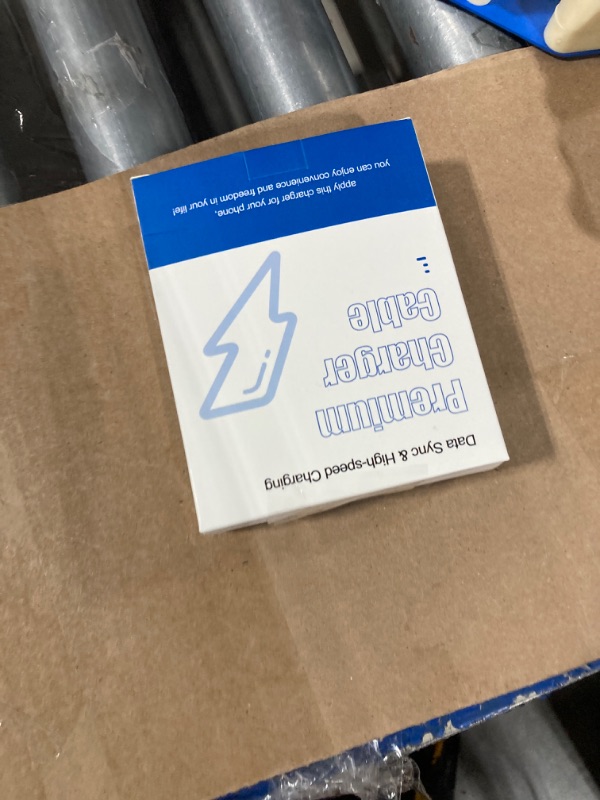 Data Sync & High-speed Charging
Premium
Charger
Cable
apply this charger for your phone,
you can enjoy convenience and freedom in your life!